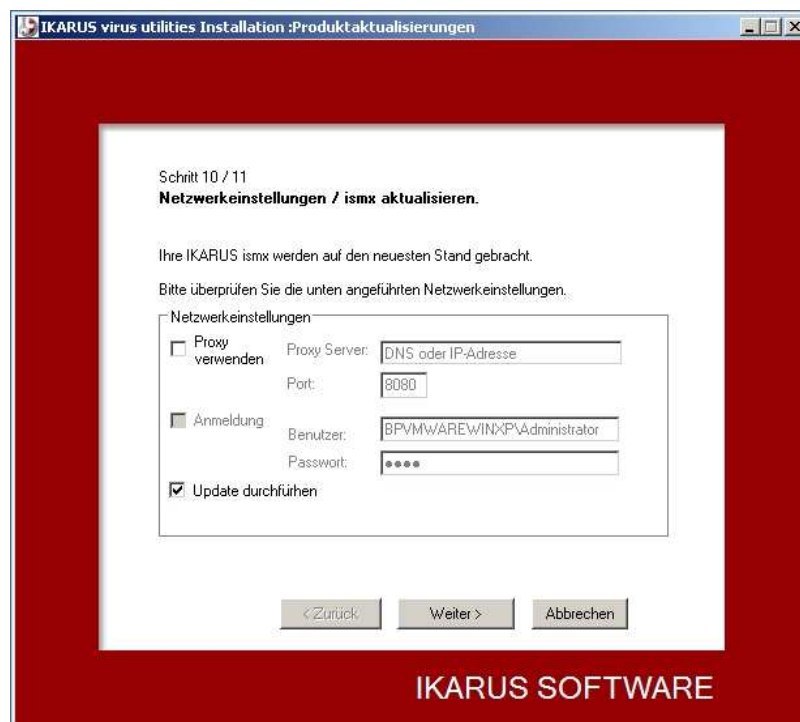 IKARUS virus utilities Installation :Produktaktualisierungen
Schritt 10 / 11
Netzwerkeinstellungen / ismx aktualisieren.
Ihre IKARUS ismx werden auf den neuesten Stand gebracht.
Bitte überprüfen Sie die unten angeführten Netzwerkeinstellungen.
Netzwerkeinstellungen
Proxy verwenden
Proxy Server:
DNS oder IP-Adresse
Port:
8080
Anmeldung
Benutzer:
BPVMWAREWINXP\Administrator
Passwort:
●●●●
Update durchfürhen
< Zurück
Weiter >
Abbrechen
IKARUS SOFTWARE